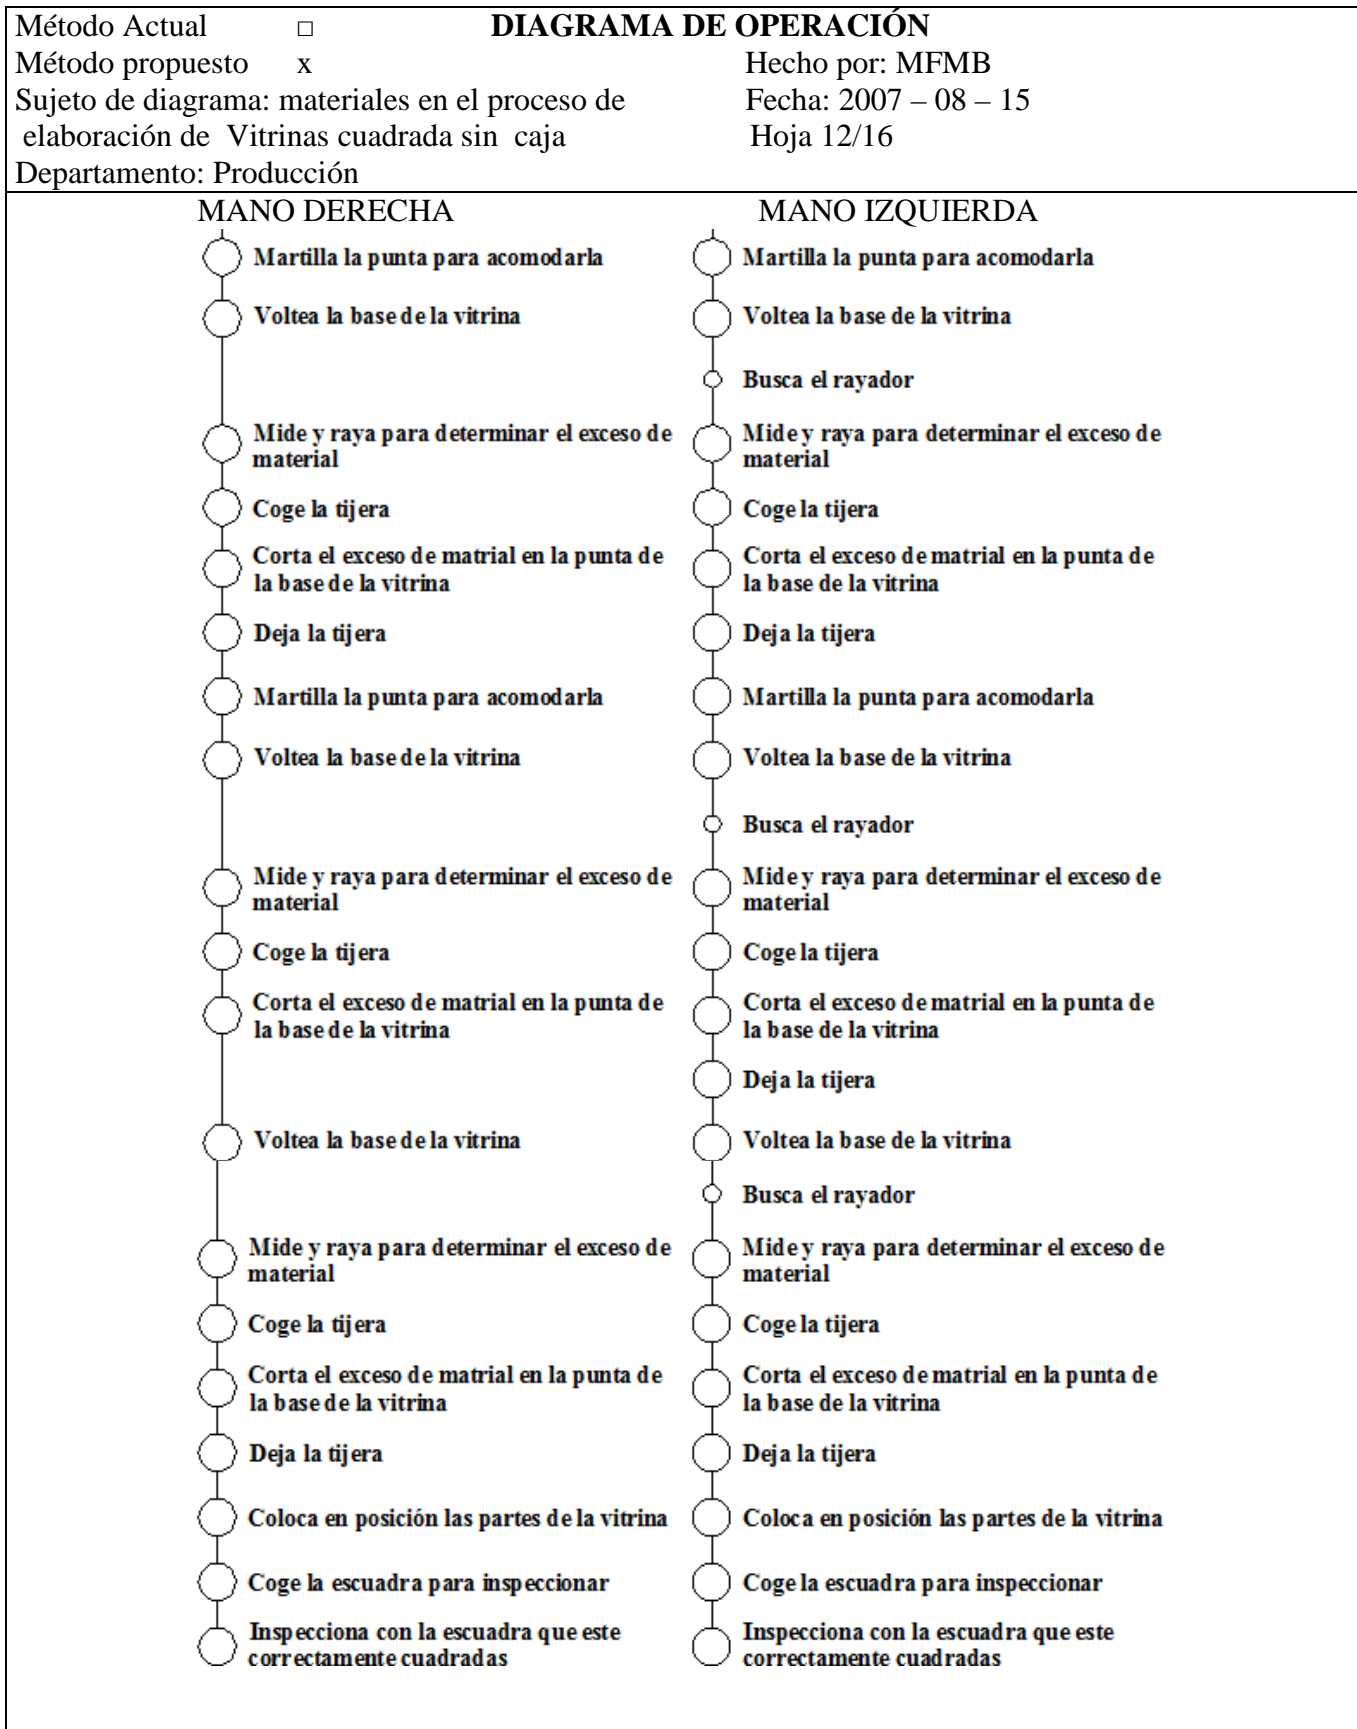 Método Actual □ DIAGRAMA DE OPERACIÓN
Método propuesto x Hecho por: MFMB
Sujeto de diagrama: materiales en el proceso de Fecha: 2007 – 08 – 15
elaboración de Vitrinas cuadrada sin caja Hoja 12/16
Departamento: Producción
MANO DERECHA MANO IZQUIERDA
Martilla la punta para acomodarla Martilla la punta para acomodarla
Voltea la base de la vitrina Voltea la base de la vitrina
Busca el rayador
Mide y raya para determinar el exceso de Mide y raya para determinar el exceso de
material material
Coge la tijera Coge la tijera
Corta el exceso de matrial en la punta de Corta el exceso de matrial en la punta de
la base de la vitrina la base de la vitrina
Deja la tijera Deja la tijera
Martilla la punta para acomodarla Martilla la punta para acomodarla
Voltea la base de la vitrina Voltea la base de la vitrina
Busca el rayador
Mide y raya para determinar el exceso de Mide y raya para determinar el exceso de
material material
Coge la tijera Coge la tijera
Corta el exceso de matrial en la punta de Corta el exceso de matrial en la punta de
la base de la vitrina la base de la vitrina
Deja la tijera
Voltea la base de la vitrina Voltea la base de la vitrina
Busca el rayador
Mide y raya para determinar el exceso de Mide y raya para determinar el exceso de
material material
Coge la tijera Coge la tijera
Corta el exceso de matrial en la punta de Corta el exceso de matrial en la punta de
la base de la vitrina la base de la vitrina
Deja la tijera Deja la tijera
Coloca en posición las partes de la vitrina Coloca en posición las partes de la vitrina
Coge la escuadra para inspeccionar Coge la escuadra para inspeccionar
Inspecciona con la escuadra que este Inspecciona con la escuadra que este
correctamente cuadradas correctamente cuadradas